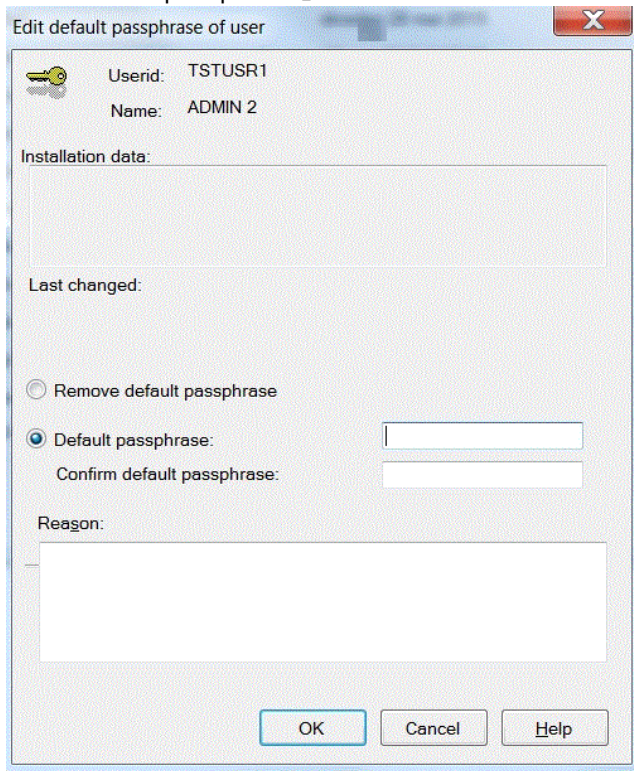 Edit default passphrase of user
Userid: TSTUSR1
Name: ADMIN 2
Installation data:
Last changed:
Remove default passphrase
Default passphrase:
Confirm default passphrase:
Reason:
OK Cancel Help